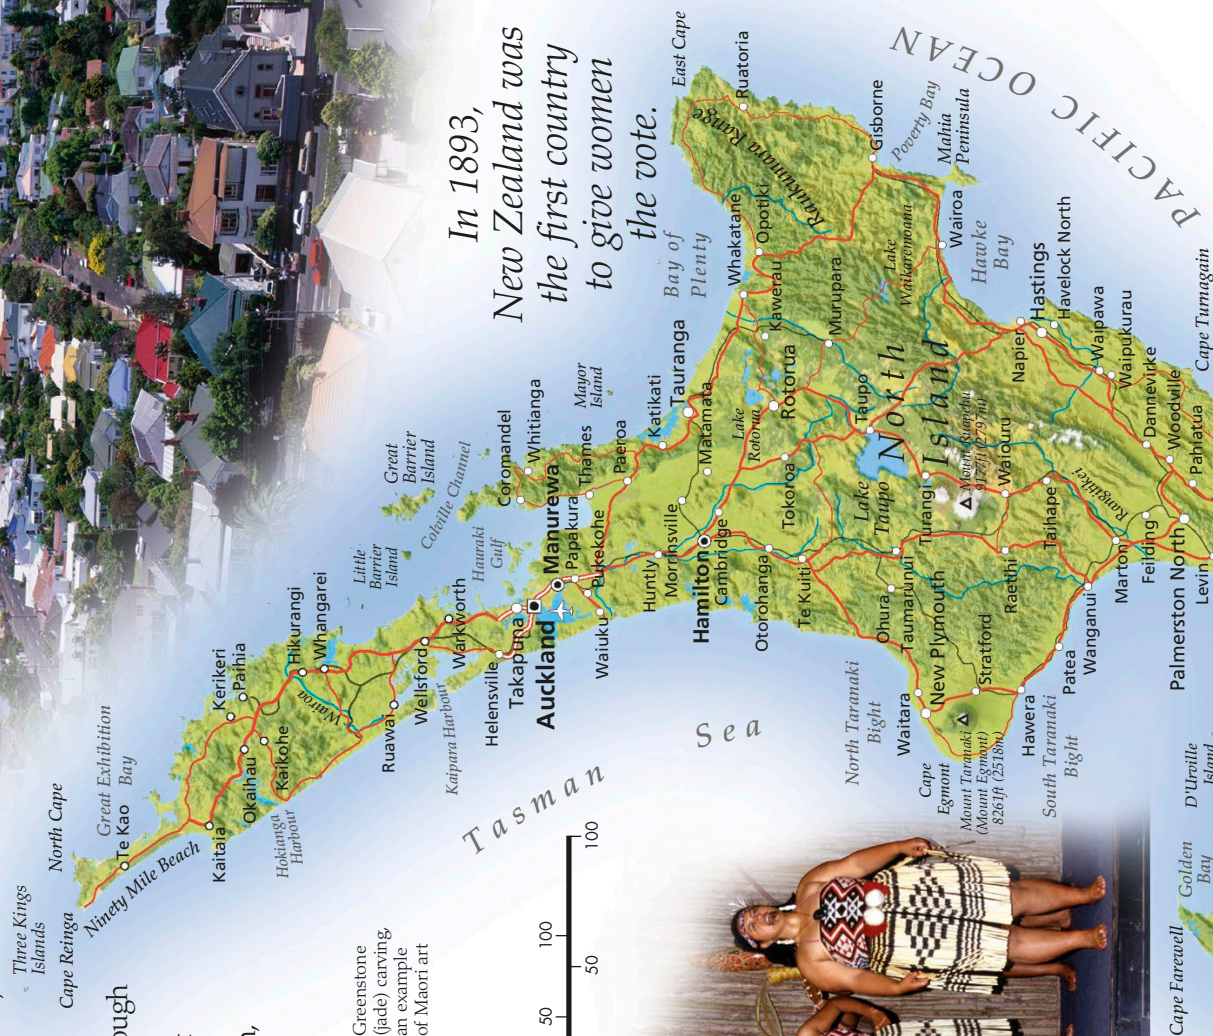 In 1893,
New Zealand was
the first country
to give women
the vote.
PACIFIC OCEAN
Tasman Sea
North
Island
Three Kings
Islands
Cape Reinga
North Cape
Ninety Mile Beach
Te Kao
Great Exhibition
Bay
Kaitaia
Kerikeri
Paihia
Okaihau
Kaikohe
Hokianga
Harbour
Hikurangi
Whangarei
Wairoa
Ruawai
Wellsford
Warkworth
Kaipara Harbour
Helensville
Takapuna
Auckland
Manurewa
Papakura
Pukekohe
Waiuku
Little
Barrier
Island
Great
Barrier
Island
Colville Channel
Hauraki
Gulf
Coromandel
Whitianga
Thames
Paeroa
Mayor
Island
Katikati
Tauranga
Matamata
Huntly
Morrinsville
Hamilton
Cambridge
Otorohanga
Te Kuiti
Tokoroa
Lake
Rotorua
Rotorua
Bay of
Plenty
Whakatane
Opotiki
Kawerau
Murupara
Raukumara Range
East Cape
Ruatoria
Gisborne
Poverty Bay
Mahia
Peninsula
Wairoa
Lake
Waikaremoana
Hawke
Bay
Taupo
Lake
Taupo
Turangi
Mount Ruapehu
9177ft (2797m)
Waiouru
Taihape
Rangitikei
Ohura
Taumarunui
Raetihi
North Taranaki
Bight
Waitara
New Plymouth
Stratford
Cape
Egmont
Mount Taranaki
(Mount Egmont)
8261ft (2518m)
Hawera
South Taranaki
Bight
Patea
Wanganui
Marton
Feilding
Palmerston North
Levin
Napier
Hastings
Havelock North
Waipawa
Waipukurau
Dannevirke
Woodville
Pahiatua
Cape Turnagain
D'Urville
Island
Golden
Bay
Cape Farewell
Greenstone
(jade) carving,
an example
of Maori art
ough
50
100
50
100